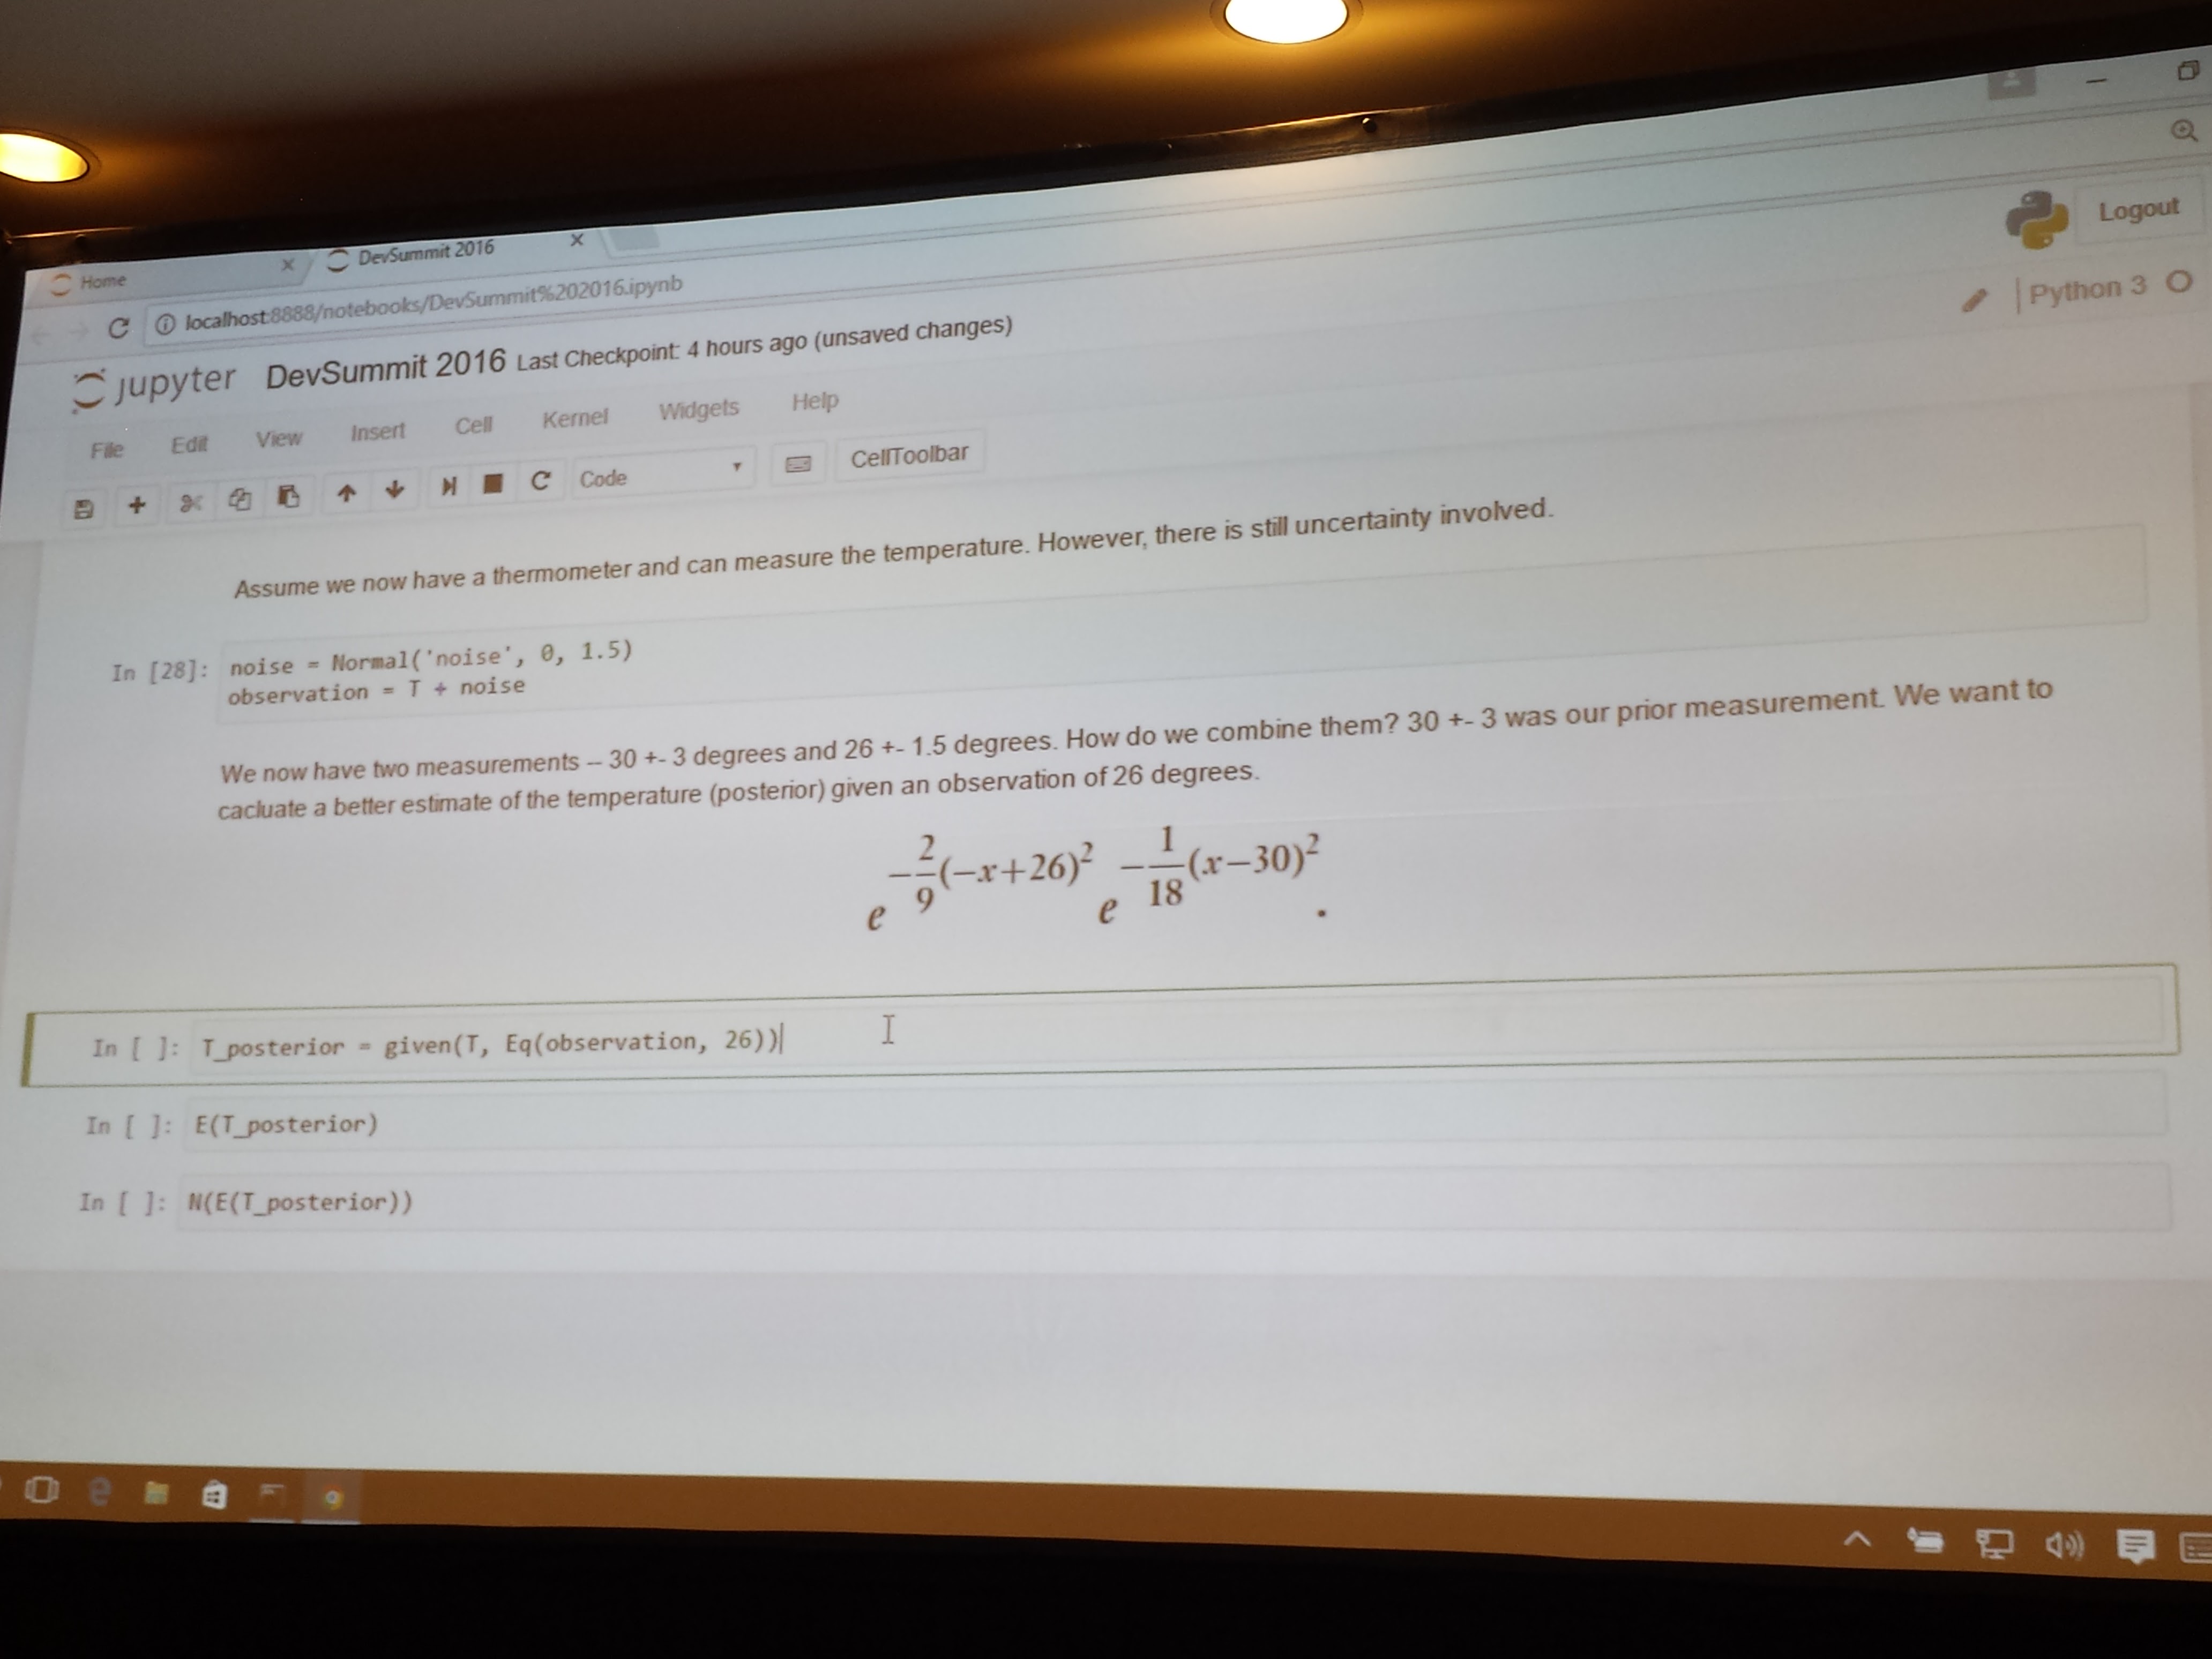 Home
DevSummit 2016
localhost:8888/notebooks/DevSummit%202016.ipynb
Logout
jupyter DevSummit 2016 Last Checkpoint: 4 hours ago (unsaved changes)
Python 3
File Edit View Insert Cell Kernel Widgets Help
Code CellToolbar
Assume we now have a thermometer and can measure the temperature. However, there is still uncertainty involved.
In [28]: noise = Normal('noise', 0, 1.5)
observation = T + noise
We now have two measurements -- 30 +- 3 degrees and 26 +- 1.5 degrees. How do we combine them? 30 +- 3 was our prior measurement. We want to
cacluate a better estimate of the temperature (posterior) given an observation of 26 degrees.
e^{-\frac{2}{9}(-x+26)^2} e^{-\frac{1}{18}(x-30)^2}.
In [ ]: T_posterior = given(T, Eq(observation, 26))
In [ ]: E(T_posterior)
In [ ]: N(E(T_posterior))